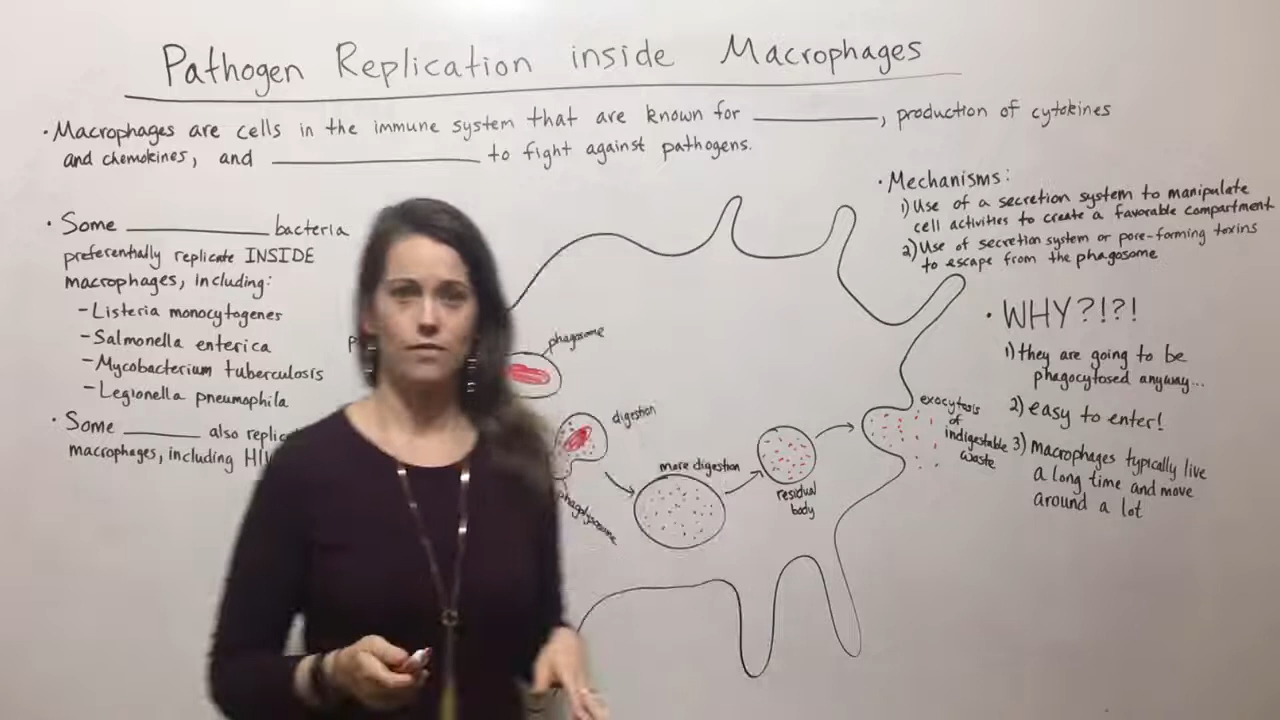 Pathogen Replication inside Macrophages
• Macrophages are cells in the immune system that are known for __________, production of cytokines
and chemokines, and __________ to fight against pathogens.
• Some __________ bacteria
preferentially replicate INSIDE
macrophages, including:
- Listeria monocytogenes
- Salmonella enterica
- Mycobacterium tuberculosis
- Legionella pneumophila
• Some ______ also
macrophages, including
phagosome
digestion
phagolysosome
more digestion
residual
body
exocytosis
of
indigestable
waste
• Mechanisms:
1) Use of a secretion system to manipulate
cell activities to create a favorable compartment
2) Use of secretion system or pore-forming toxins
to escape from the phagosome
• WHY?!?!
1) they are going to be
phagocytosed anyway...
2) easy to enter!
3) Macrophages typically live
a long time and move
around a lot